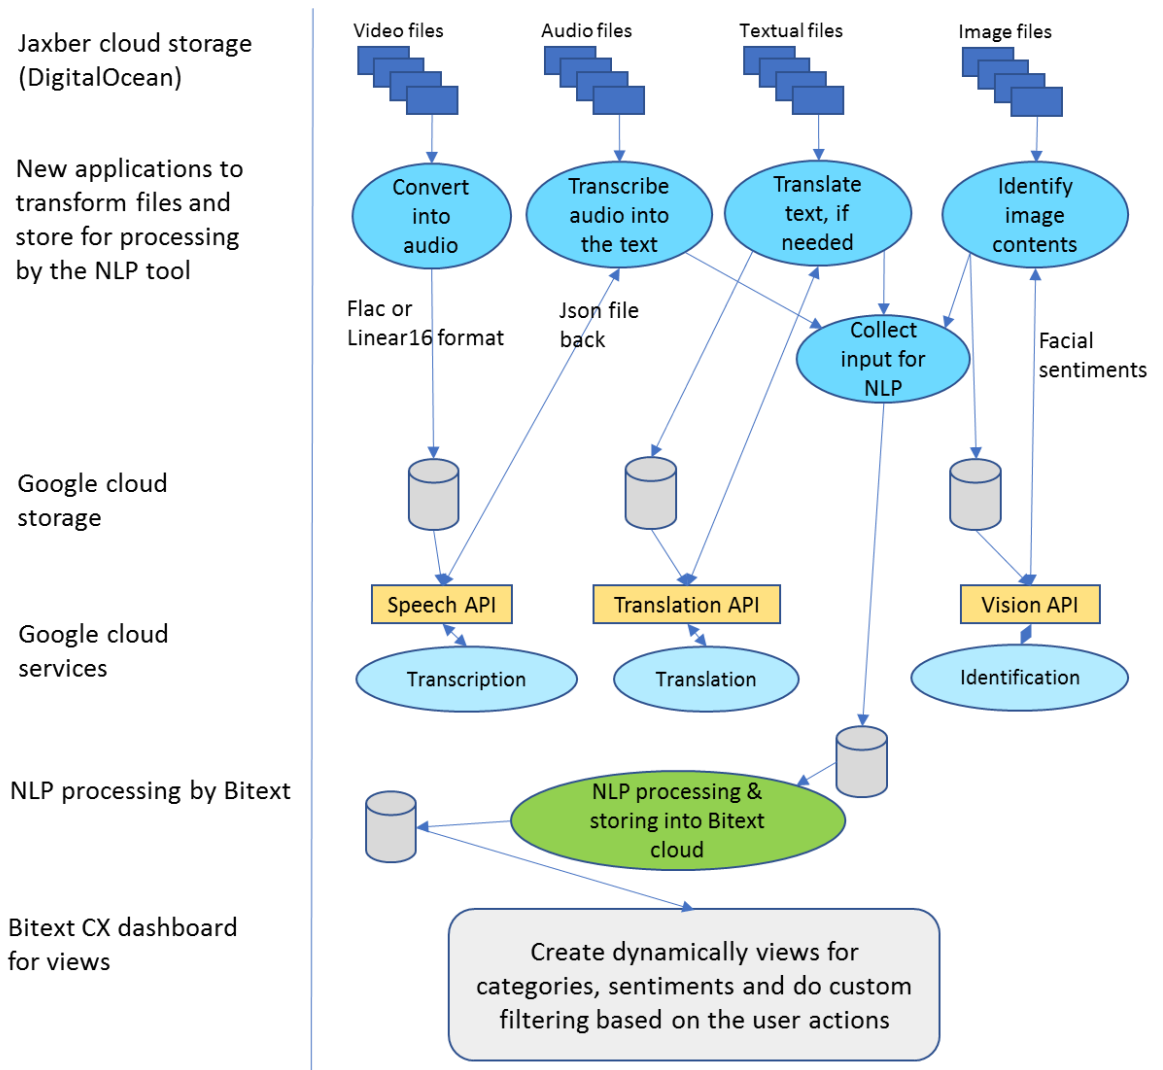 Jaxber cloud storage
(DigitalOcean)
Video files
Audio files
Textual files
Image files
New applications to
transform files and
store for processing
by the NLP tool
Convert
into
audio
Transcribe
audio into
the text
Translate
text, if
needed
Identify
image
contents
Flac or
Linear16 format
Json file
back
Collect
input for
NLP
Facial
sentiments
Google cloud
storage
Google cloud
services
Speech API
Translation API
Vision API
Transcription
Translation
Identification
NLP processing by Bitext
NLP processing &
storing into Bitext
cloud
Bitext CX dashboard
for views
Create dynamically views for
categories, sentiments and do custom
filtering based on the user actions